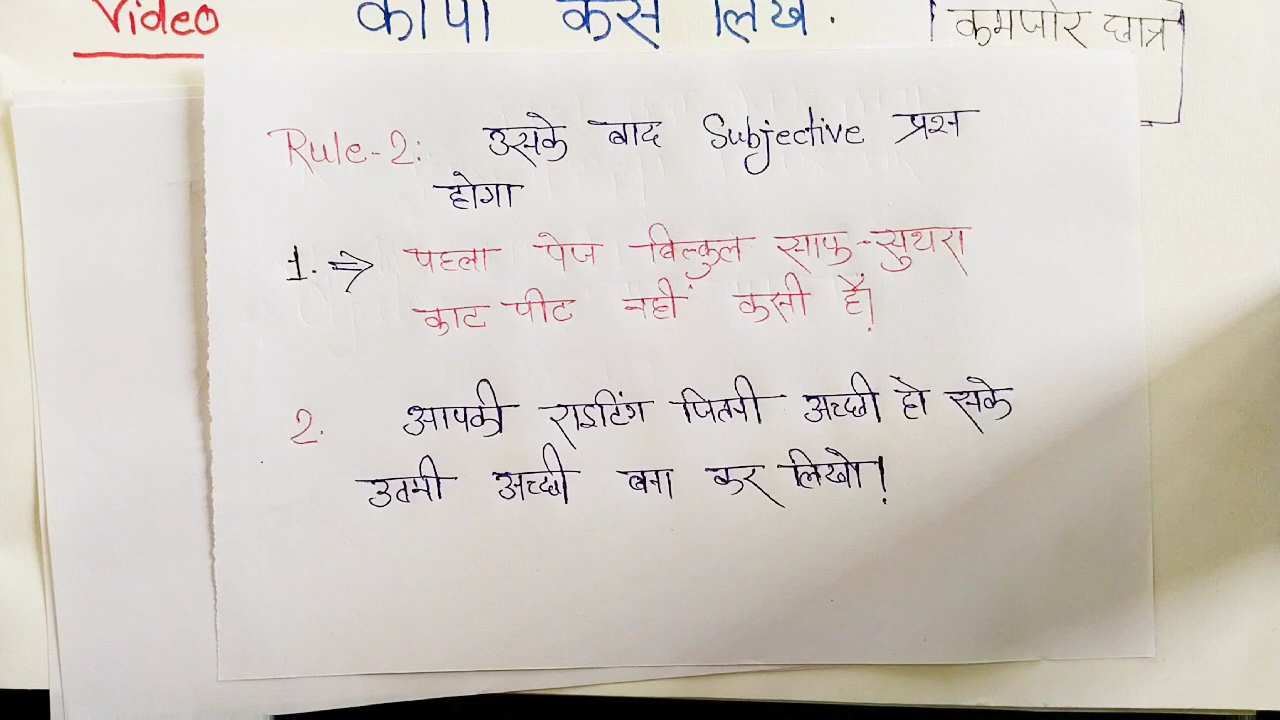 Video कापी कैसे लिखे. कमजोर छात्र
Rule-2: उसके बाद Subjective प्रश्न
होगा
1. ⇒ पहला पेज बिल्कुल साफ-सुथरा
काट पीट नहीं करनी है।
2. आपकी राइटिंग जितनी अच्छी हो सके
उतनी अच्छी बना कर लिखो।